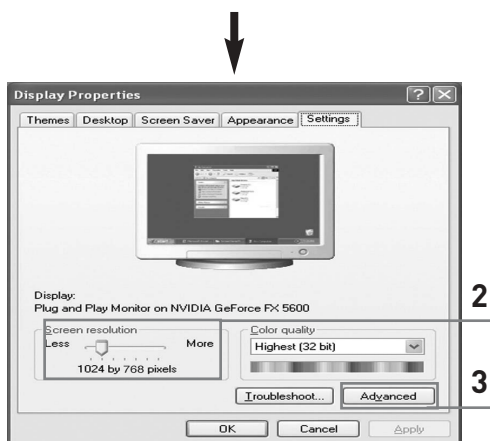 Display Properties
Themes Desktop Screen Saver Appearance Settings
Display:
Plug and Play Monitor on NVIDIA GeForce FX 5600
Screen resolution
Less More
1024 by 768 pixels
Color quality
Highest (32 bit)
2
Troubleshoot... Advanced
3
OK Cancel Apply